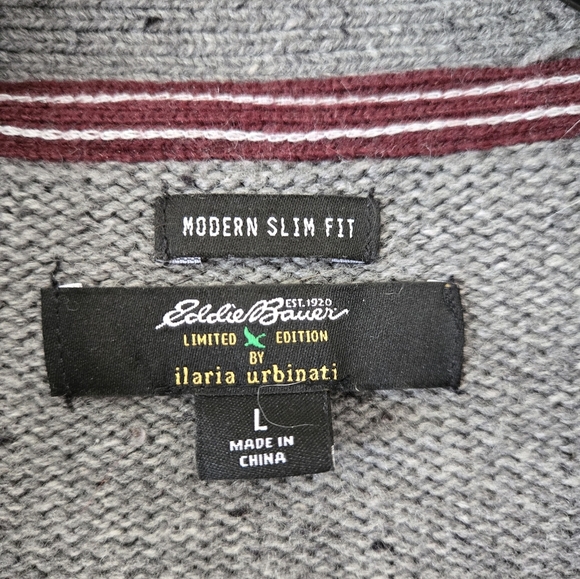 MODERN SLIM FIT
EST. 1920
Eddie Bauer
LIMITED EDITION
BY
ilaria urbinati
L
MADE IN
CHINA